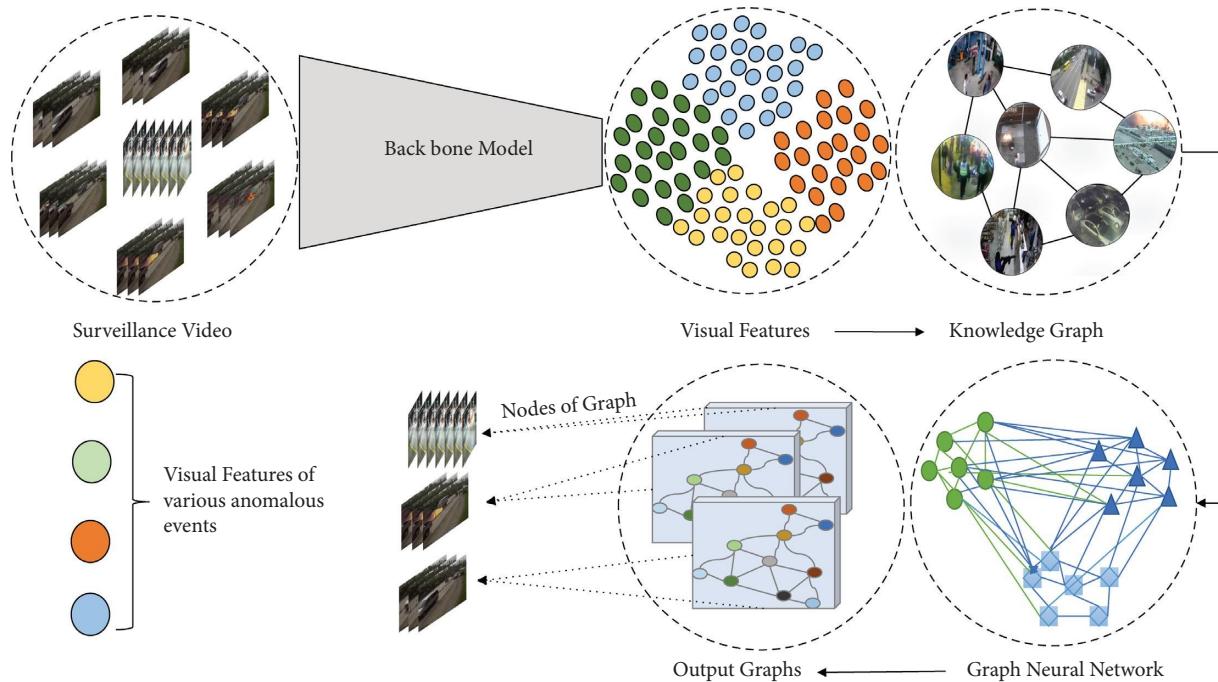 Back bone Model
Surveillance Video
Visual Features
Knowledge Graph
Nodes of Graph
Visual Features of
various anomalous
events
Output Graphs
Graph Neural Network